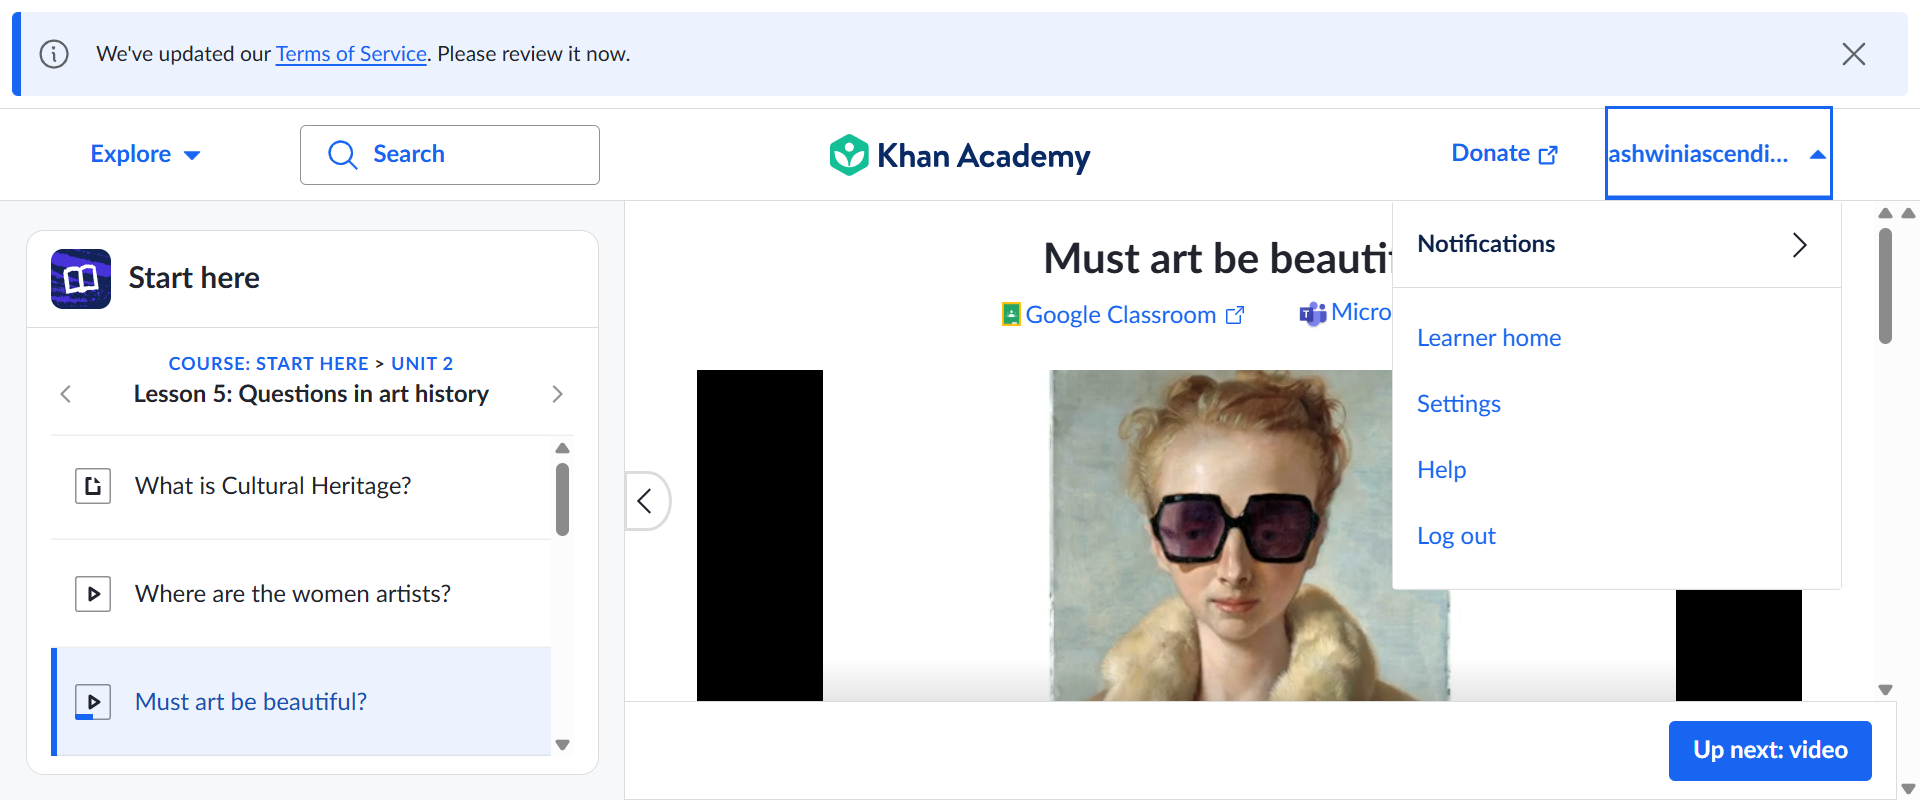 We've updated our Terms of Service. Please review it now.
Explore
Search
Khan Academy
Donate
ashwiniascendi...
Start here
COURSE: START HERE > UNIT 2
Lesson 5: Questions in art history
What is Cultural Heritage?
Where are the women artists?
Must art be beautiful?
Must art be beautif
Google Classroom
Micro
Notifications
Learner home
Settings
Help
Log out
Up next: video